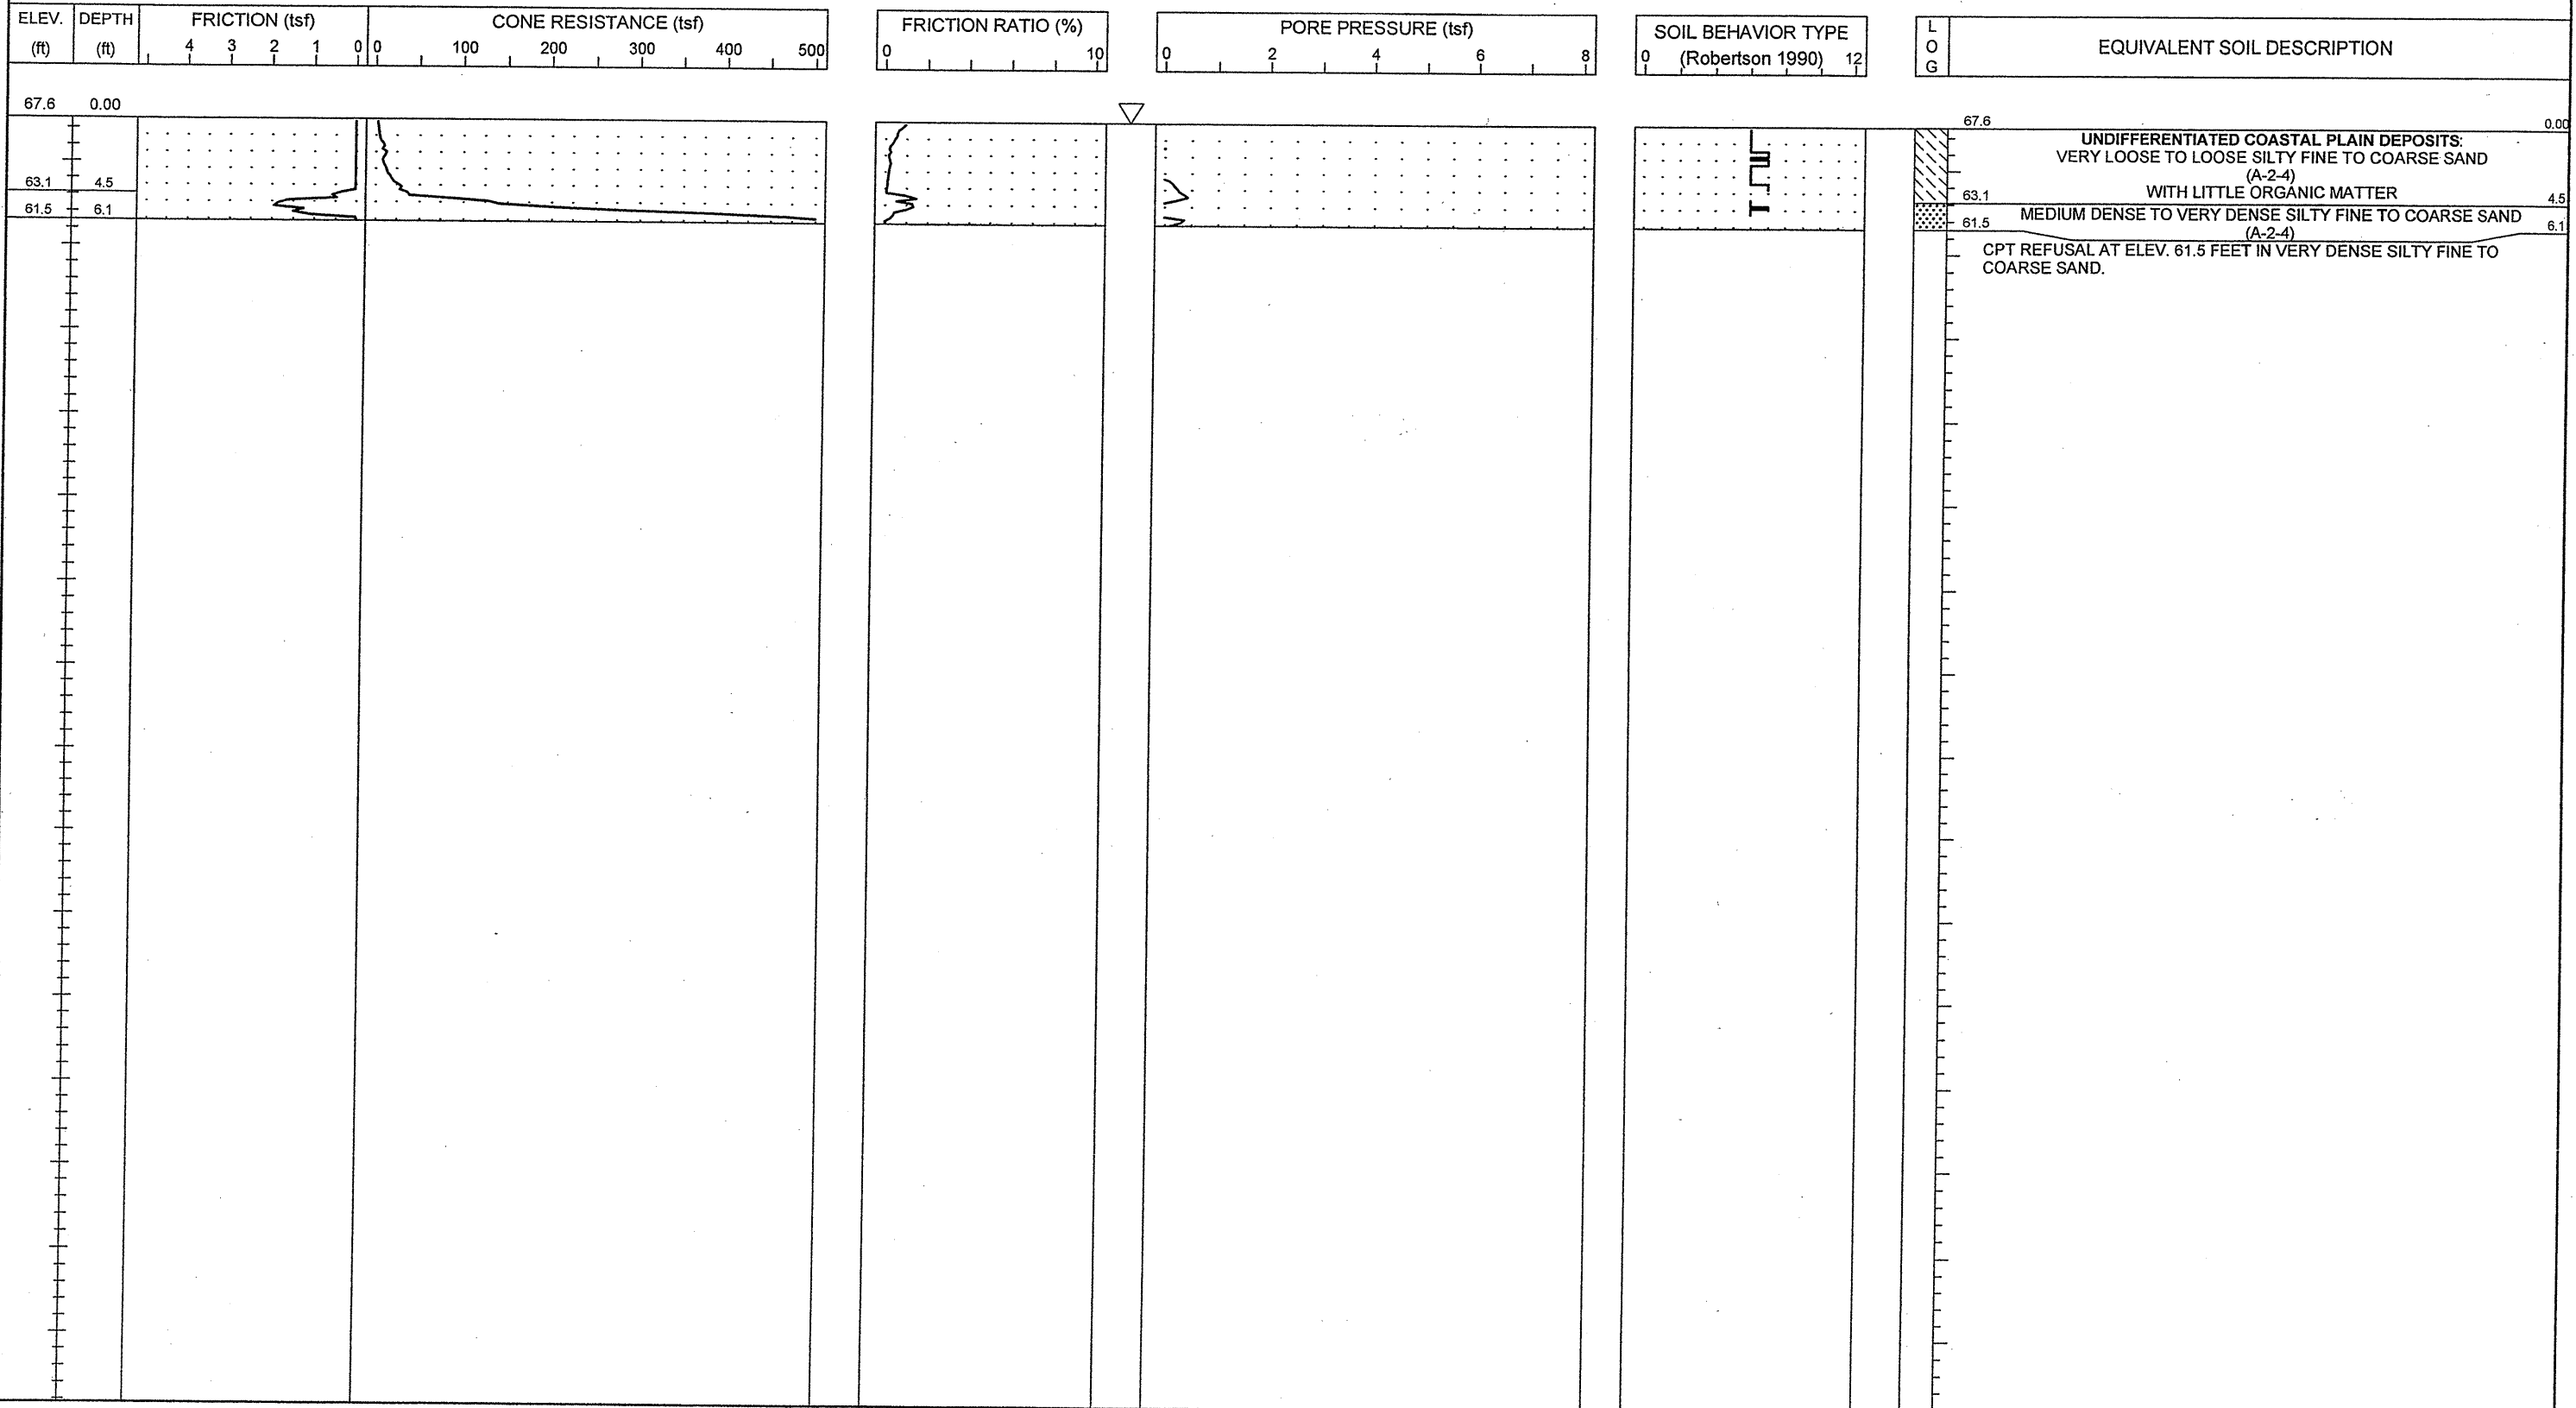 ELEV.
(ft)
DEPTH
(ft)
FRICTION (tsf)
4 3 2 1 0
CONE RESISTANCE (tsf)
0 100 200 300 400 500
FRICTION RATIO (%)
0 10
PORE PRESSURE (tsf)
0 2 4 6 8
SOIL BEHAVIOR TYPE
(Robertson 1990)
0 12
L
O
G
EQUIVALENT SOIL DESCRIPTION
67.6 0.00
63.1 4.5
61.5 6.1
67.6 0.00
UNDIFFERENTIATED COASTAL PLAIN DEPOSITS:
VERY LOOSE TO LOOSE SILTY FINE TO COARSE SAND
(A-2-4)
WITH LITTLE ORGANIC MATTER
63.1 4.5
MEDIUM DENSE TO VERY DENSE SILTY FINE TO COARSE SAND
61.5 6.1
(A-2-4)
CPT REFUSAL AT ELEV. 61.5 FEET IN VERY DENSE SILTY FINE TO
COARSE SAND.